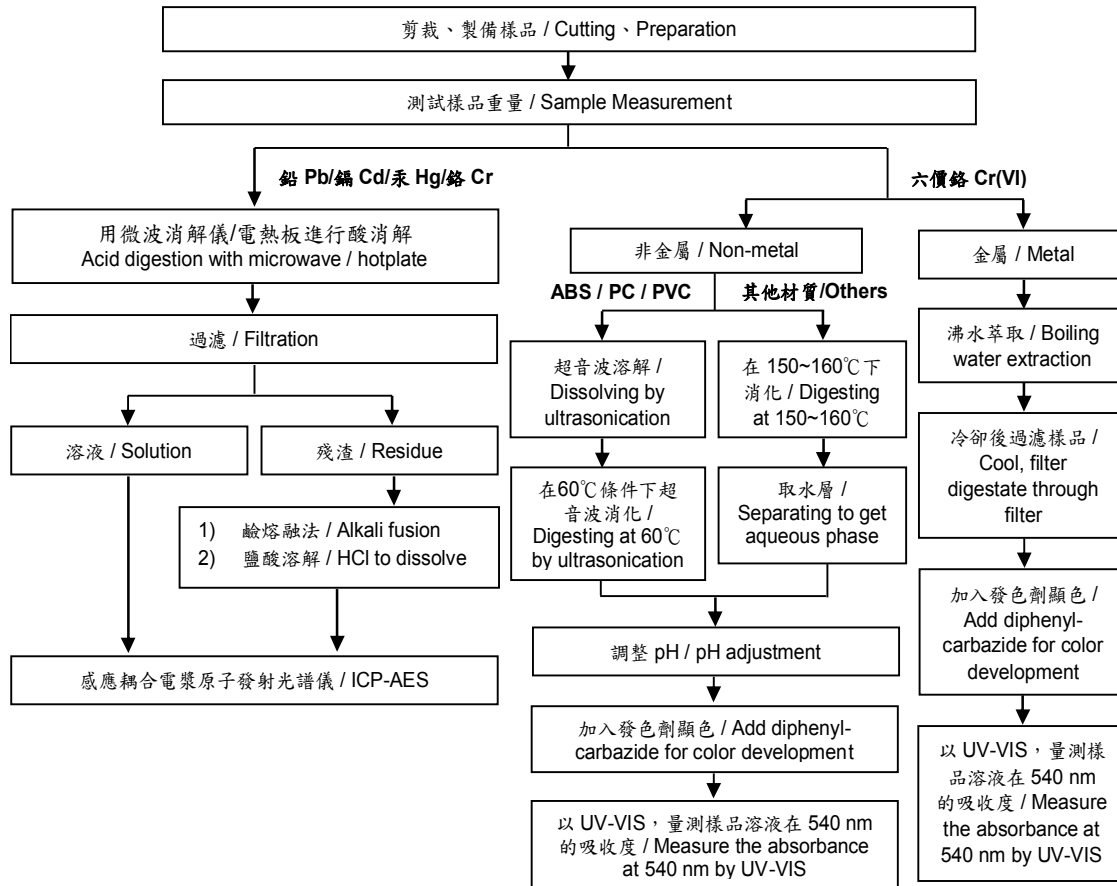 剪裁、製備樣品 / Cutting、Preparation
測試樣品重量 / Sample Measurement
鉛 Pb/鎘 Cd/汞 Hg/鉻 Cr
用微波消解儀/電熱板進行酸消解
Acid digestion with microwave / hotplate
過濾 / Filtration
溶液 / Solution
殘渣 / Residue
1) 鹼熔融法 / Alkali fusion
2) 鹽酸溶解 / HCl to dissolve
感應耦合電漿原子發射光譜儀 / ICP-AES
六價鉻 Cr(VI)
非金屬 / Non-metal
ABS / PC / PVC
超音波溶解 /
Dissolving by
ultrasonication
在60℃條件下超
音波消化 /
Digesting at 60℃
by ultrasonication
其他材質/Others
在 150~160℃下
消化 / Digesting
at 150~160℃
取水層 /
Separating to get
aqueous phase
調整 pH / pH adjustment
加入發色劑顯色 / Add diphenyl-
carbazide for color development
以 UV-VIS，量測樣品溶液在 540 nm
的吸收度 / Measure the absorbance
at 540 nm by UV-VIS
金屬 / Metal
沸水萃取 / Boiling
water extraction
冷卻後過濾樣品 /
Cool, filter
digestate through
filter
加入發色劑顯色 /
Add diphenyl-
carbazide for color
development
以 UV-VIS，量測樣
品溶液在 540 nm
的吸收度 / Measure
the absorbance at
540 nm by UV-VIS